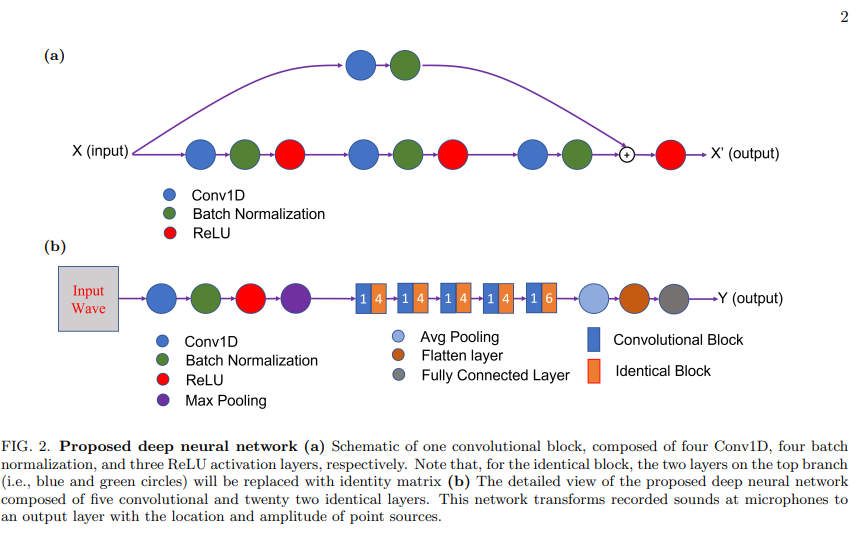 2
(a)
X (input)
X' (output)
+
Conv1D
Batch Normalization
ReLU
(b)
Input
Wave
1 4 1 4 1 4 1 4 1 6
Y (output)
Conv1D
Batch Normalization
ReLU
Max Pooling
Avg Pooling
Flatten layer
Fully Connected Layer
Convolutional Block
Identical Block
FIG. 2. Proposed deep neural network (a) Schematic of one convolutional block, composed of four Conv1D, four batch
normalization, and three ReLU activation layers, respectively. Note that, for the identical block, the two layers on the top branch
(i.e., blue and green circles) will be replaced with identity matrix (b) The detailed view of the proposed deep neural network
composed of five convolutional and twenty two identical layers. This network transforms recorded sounds at microphones to
an output layer with the location and amplitude of point sources.